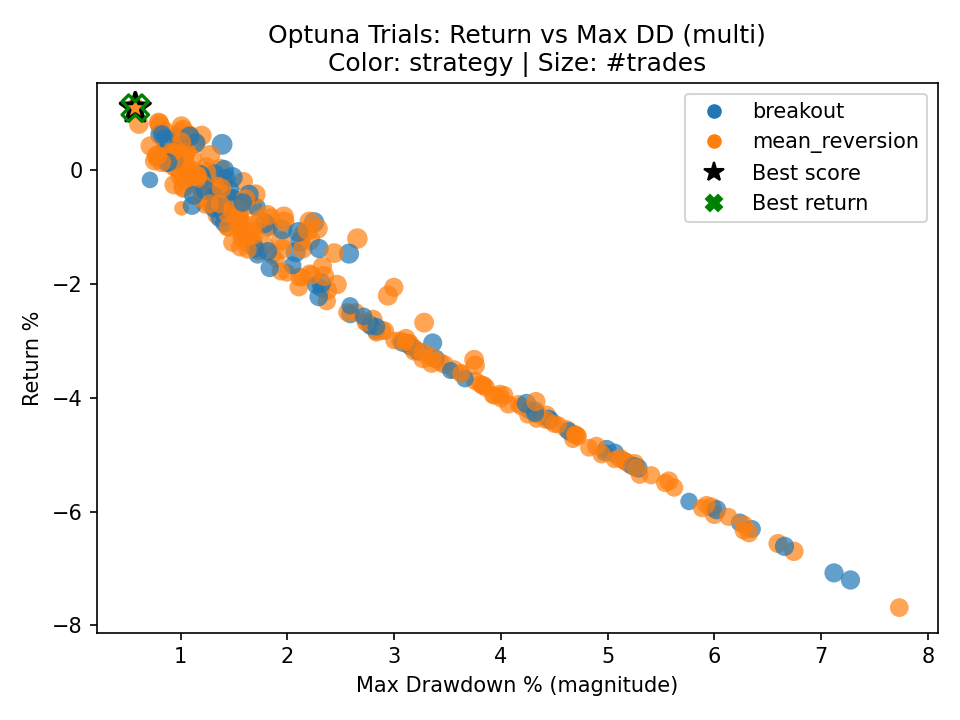 Optuna Trials: Return vs Max DD (multi)
Color: strategy | Size: #trades
breakout
mean_reversion
Best score
Best return
Return %
0
−2
−4
−6
−8
1 2 3 4 5 6 7 8
Max Drawdown % (magnitude)